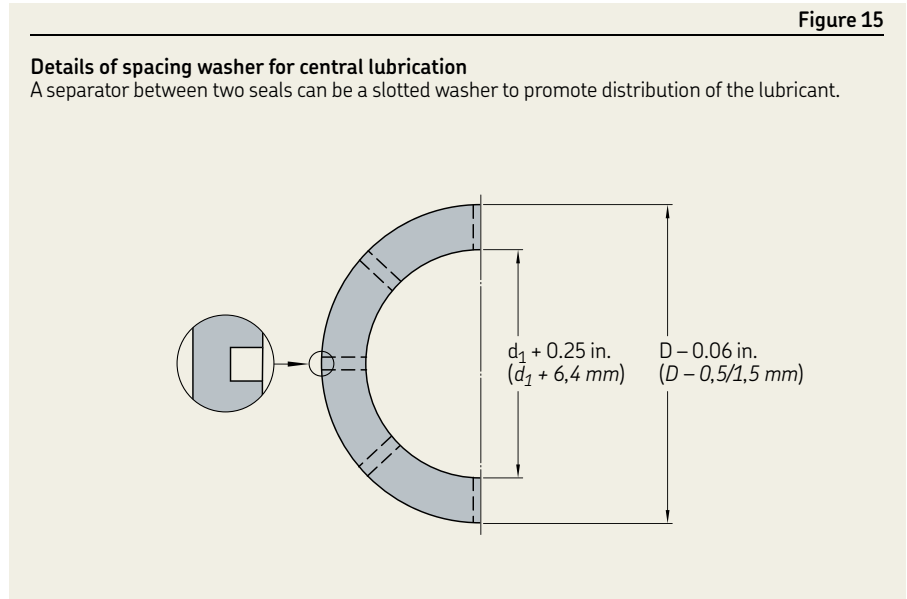 Figure 15
Details of spacing washer for central lubrication
A separator between two seals can be a slotted washer to promote distribution of the lubricant.
d₁ + 0.25 in.
(d₁ + 6,4 mm)
D – 0.06 in.
(D – 0,5/1,5 mm)